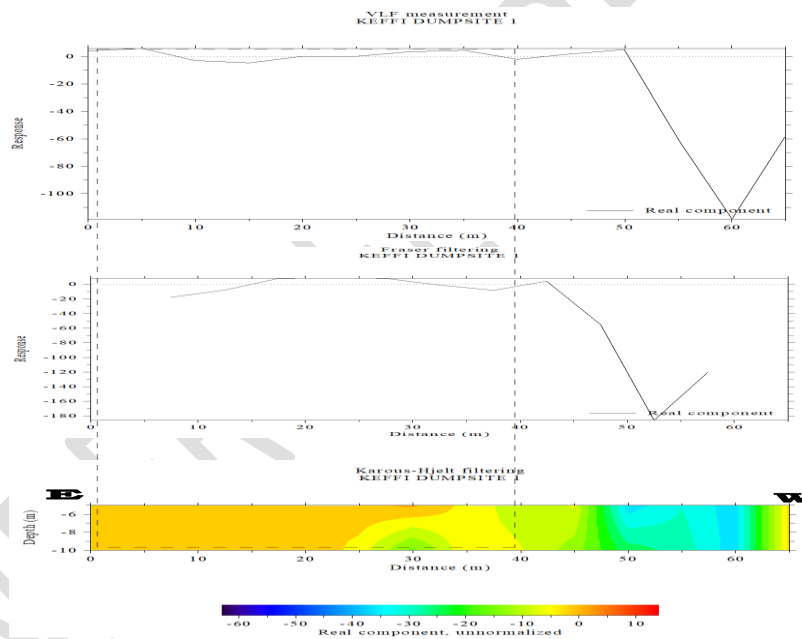 VLF measurement
KEFFI DUMPSITE 1
Response
0
-20
-40
-60
-80
-100
Real component
0 10 20 30 40 50 60
Distance (m)
Fraser filtering
KEFFI DUMPSITE 1
Response
0
-20
-40
-60
-80
-100
-120
-140
-160
-180
Real component
0 10 20 30 40 50 60
Distance (m)
Karous-Hjelt filtering
KEFFI DUMPSITE 1
E W
Depth (m)
-6
-8
-10
0 10 20 30 40 50 60
Distance (m)
-60 -50 -40 -30 -20 -10 0 10
Real component, unnormalized